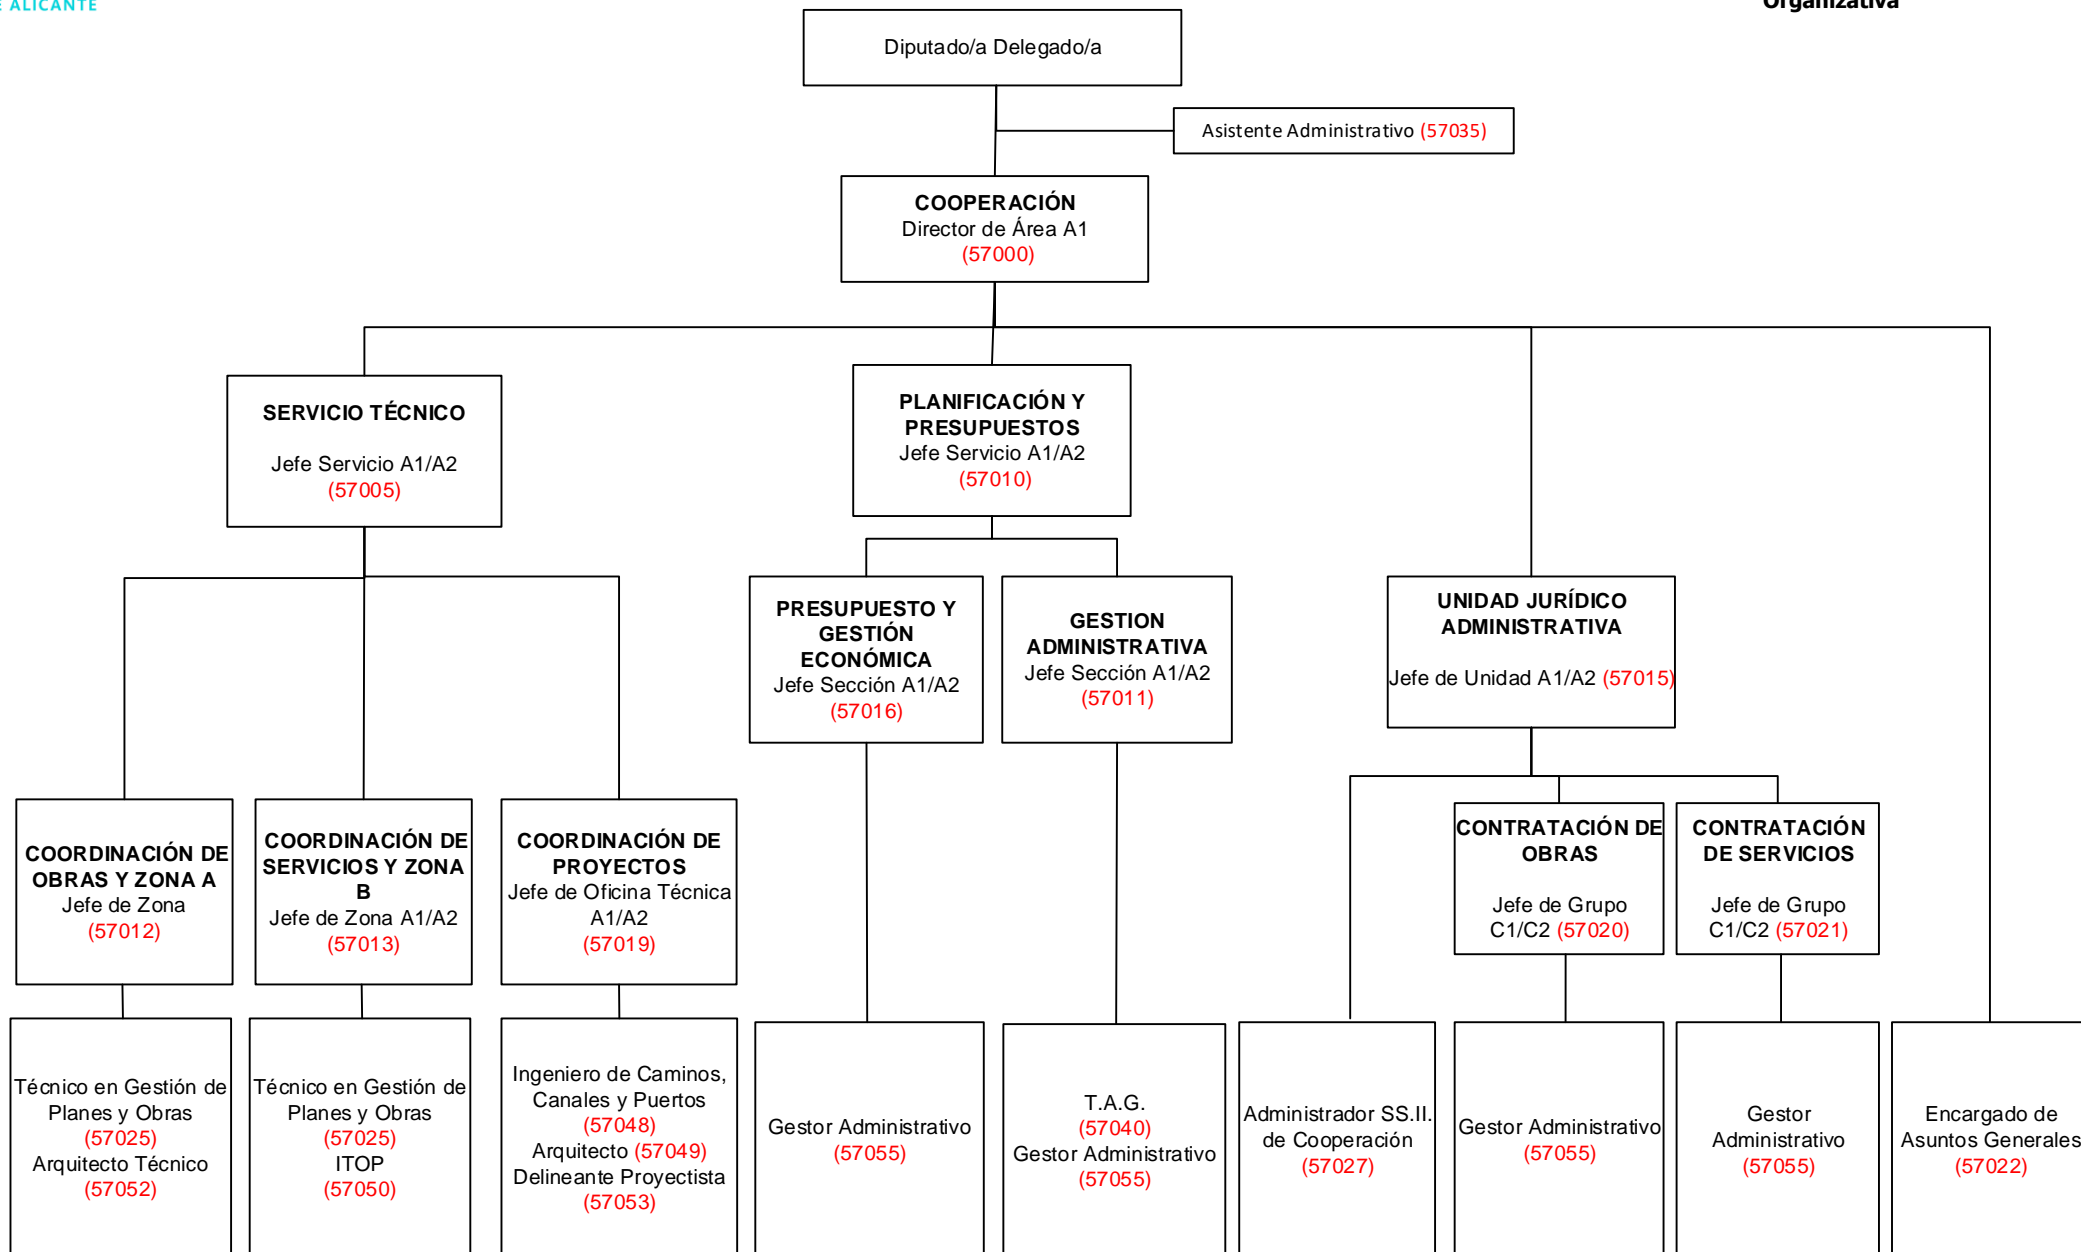 E ALICANTE
Organizativa
Diputado/a Delegado/a
Asistente Administrativo (57035)
COOPERACIÓN
Director de Área A1
(57000)
SERVICIO TÉCNICO
Jefe Servicio A1/A2
(57005)
PLANIFICACIÓN Y
PRESUPUESTOS
Jefe Servicio A1/A2
(57010)
PRESUPUESTO Y
GESTIÓN
ECONÓMICA
Jefe Sección A1/A2
(57016)
GESTION
ADMINISTRATIVA
Jefe Sección A1/A2
(57011)
UNIDAD JURÍDICO
ADMINISTRATIVA
Jefe de Unidad A1/A2 (57015)
COORDINACIÓN DE
OBRAS Y ZONA A
Jefe de Zona
(57012)
COORDINACIÓN DE
SERVICIOS Y ZONA
B
Jefe de Zona A1/A2
(57013)
COORDINACIÓN DE
PROYECTOS
Jefe de Oficina Técnica
A1/A2
(57019)
CONTRATACIÓN DE
OBRAS
Jefe de Grupo
C1/C2 (57020)
CONTRATACIÓN
DE SERVICIOS
Jefe de Grupo
C1/C2 (57021)
Técnico en Gestión de
Planes y Obras
(57025)
Arquitecto Técnico
(57052)
Técnico en Gestión de
Planes y Obras
(57025)
ITOP
(57050)
Ingeniero de Caminos,
Canales y Puertos
(57048)
Arquitecto (57049)
Delineante Proyectista
(57053)
Gestor Administrativo
(57055)
T.A.G.
(57040)
Gestor Administrativo
(57055)
Administrador SS.II.
de Cooperación
(57027)
Gestor Administrativo
(57055)
Gestor
Administrativo
(57055)
Encargado de
Asuntos Generales
(57022)